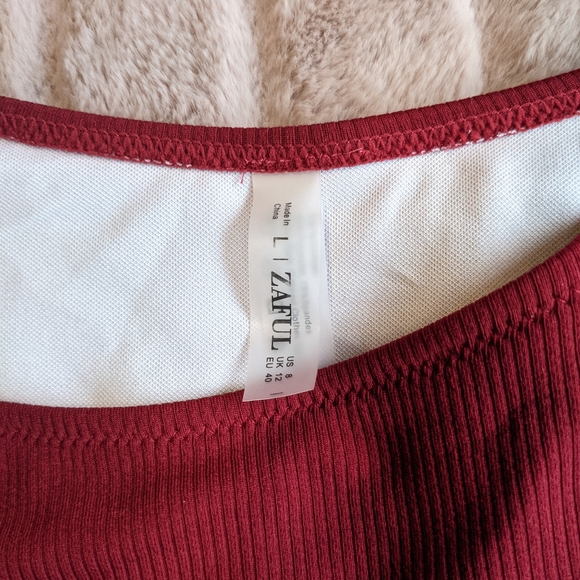 Made In
China
L | ZAFUL
US 8
UK 12
EU 40